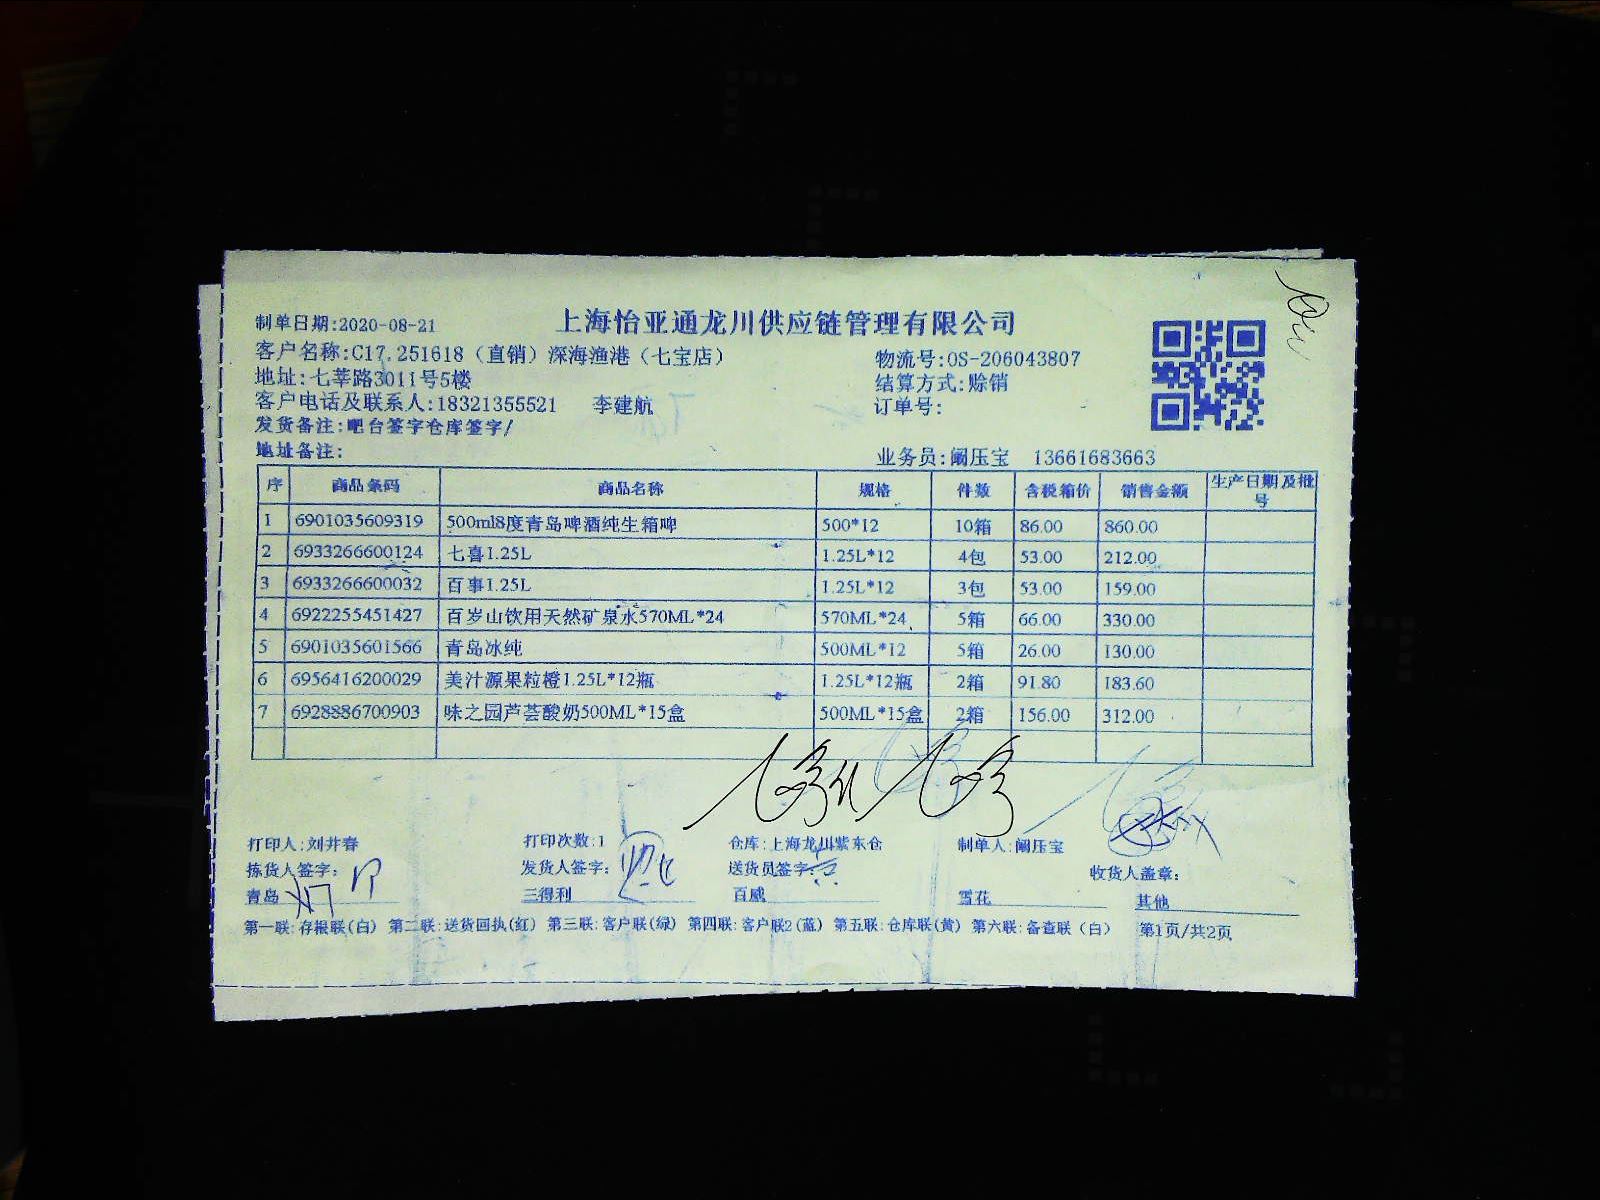 上海怡亚通龙川供应链管理有限公司
制单日期:2020-08-21
客户名称:C17.251618（直销）深海渔港（七宝店） 物流号:OS-206043807
地址:七莘路3011号5楼 结算方式:赊销
客户电话及联系人:18321355521 李建航 订单号:
发货备注:吧台签字仓库签字/
地址备注: 业务员:阚压宝 13661683663
序 商品条码 商品名称 规格 件数 含税箱价 销售金额 生产日期及批号
1 6901035609319 500ml8度青岛啤酒纯生箱啤 500*12 10箱 86.00 860.00
2 6933266600124 七喜1.25L 1.25L*12 4包 53.00 212.00
3 6933266600032 百事1.25L 1.25L*12 3包 53.00 159.00
4 6922255451427 百岁山饮用天然矿泉水570ML*24 570ML*24 5箱 66.00 330.00
5 6901035601566 青岛冰纯 500ML*12 5箱 26.00 130.00
6 6956416200029 美汁源果粒橙1.25L*12瓶 1.25L*12瓶 2箱 91.80 183.60
7 6928886700903 味之园芦荟酸奶500ML*15盒 500ML*15盒 2箱 156.00 312.00
打印人:刘井春 打印次数:1 仓库:上海龙川紫东仓 制单人:阚压宝
拣货人签字: 发货人签字: 送货员签字: 收货人盖章:
青岛 三得利 百威 雪花 其他
第一联:存根联(白) 第二联:送货回执(红) 第三联:客户联(绿) 第四联:客户联2(蓝) 第五联:仓库联(黄) 第六联:备查联（白） 第1页/共2页